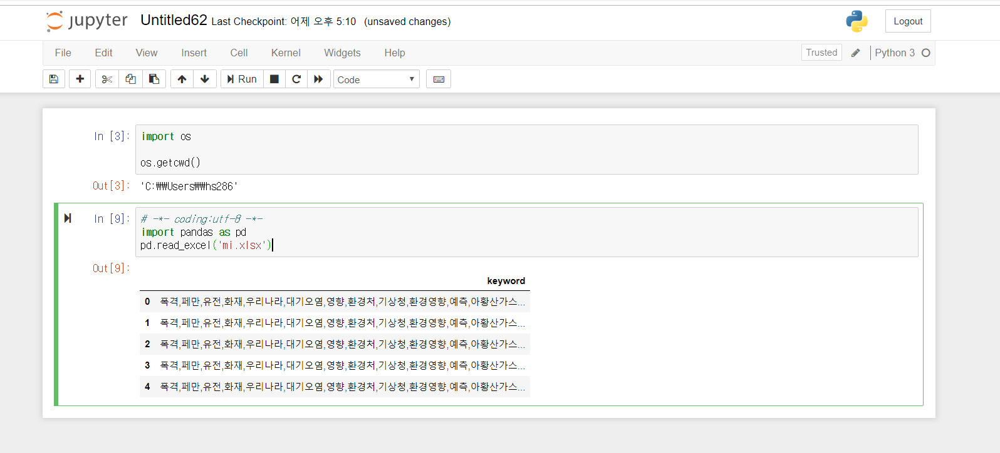 jupyter Untitled62 Last Checkpoint: 어제 오후 5:10 (unsaved changes) Logout
File Edit View Insert Cell Kernel Widgets Help Trusted Python 3
Run Code
In [3]: import os
os.getcwd()
Out[3]: 'C:₩₩Users₩₩hs286'
In [9]: # -*- coding:utf-8 -*-
import pandas as pd
pd.read_excel('mi.xlsx')
Out[9]:
keyword
0 폭격,페만,유전,화재,우리나라,대기오염,영향,환경처,기상청,환경영향,예측,아황산가스...
1 폭격,페만,유전,화재,우리나라,대기오염,영향,환경처,기상청,환경영향,예측,아황산가스...
2 폭격,페만,유전,화재,우리나라,대기오염,영향,환경처,기상청,환경영향,예측,아황산가스...
3 폭격,페만,유전,화재,우리나라,대기오염,영향,환경처,기상청,환경영향,예측,아황산가스...
4 폭격,페만,유전,화재,우리나라,대기오염,영향,환경처,기상청,환경영향,예측,아황산가스...